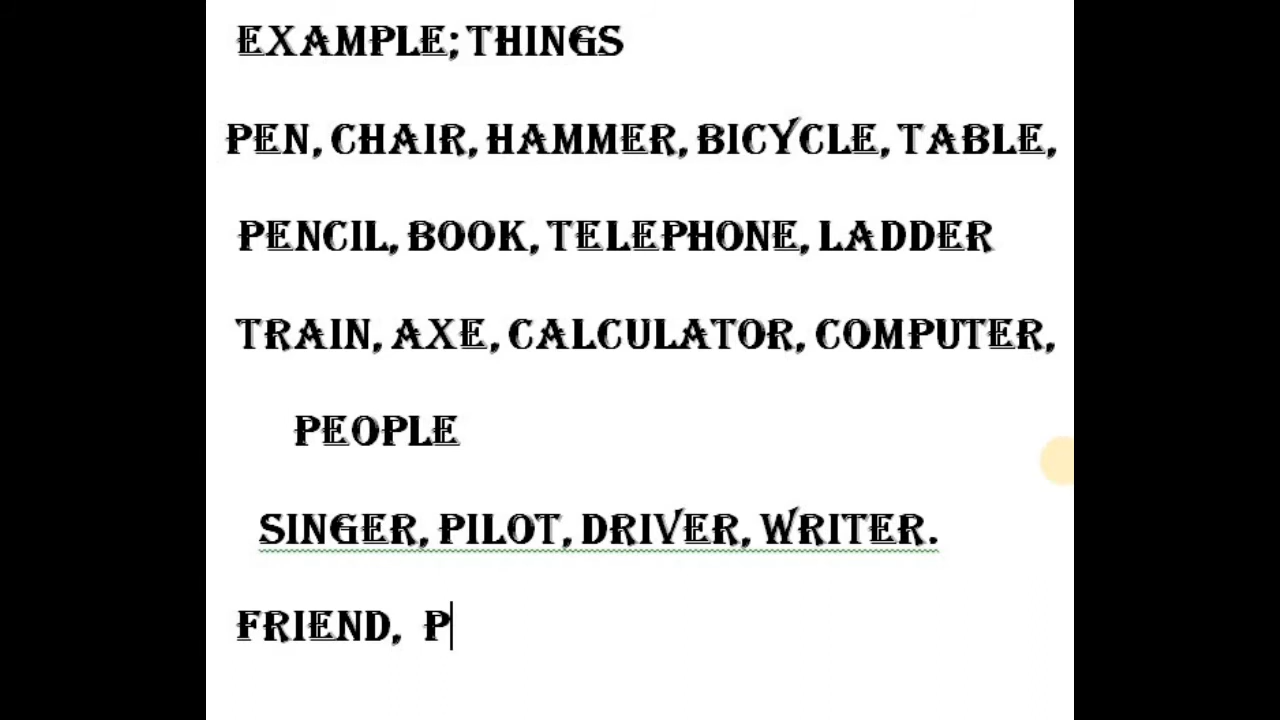 EXAMPLE; THINGS
PEN, CHAIR, HAMMER, BICYCLE, TABLE,
PENCIL, BOOK, TELEPHONE, LADDER
TRAIN, AXE, CALCULATOR, COMPUTER,
PEOPLE
SINGER, PILOT, DRIVER, WRITER.
FRIEND, P